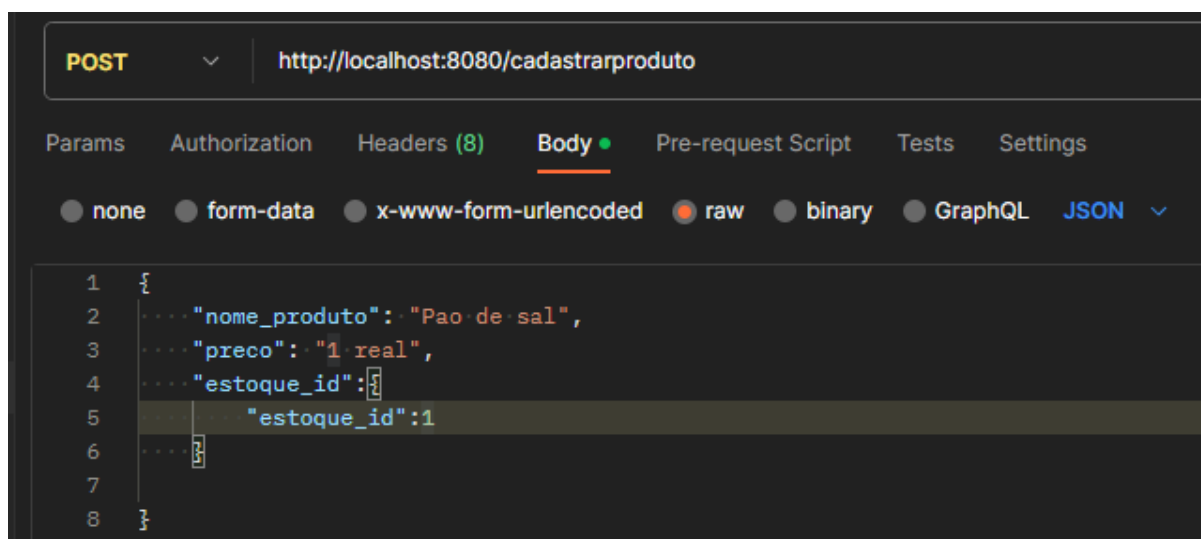 POST http://localhost:8080/cadastrarproduto
Params Authorization Headers (8) Body Pre-request Script Tests Settings
none form-data x-www-form-urlencoded raw binary GraphQL JSON
1 {
2 "nome_produto": "Pao de sal",
3 "preco": "1 real",
4 "estoque_id":{
5 "estoque_id":1
6 }
7
8 }